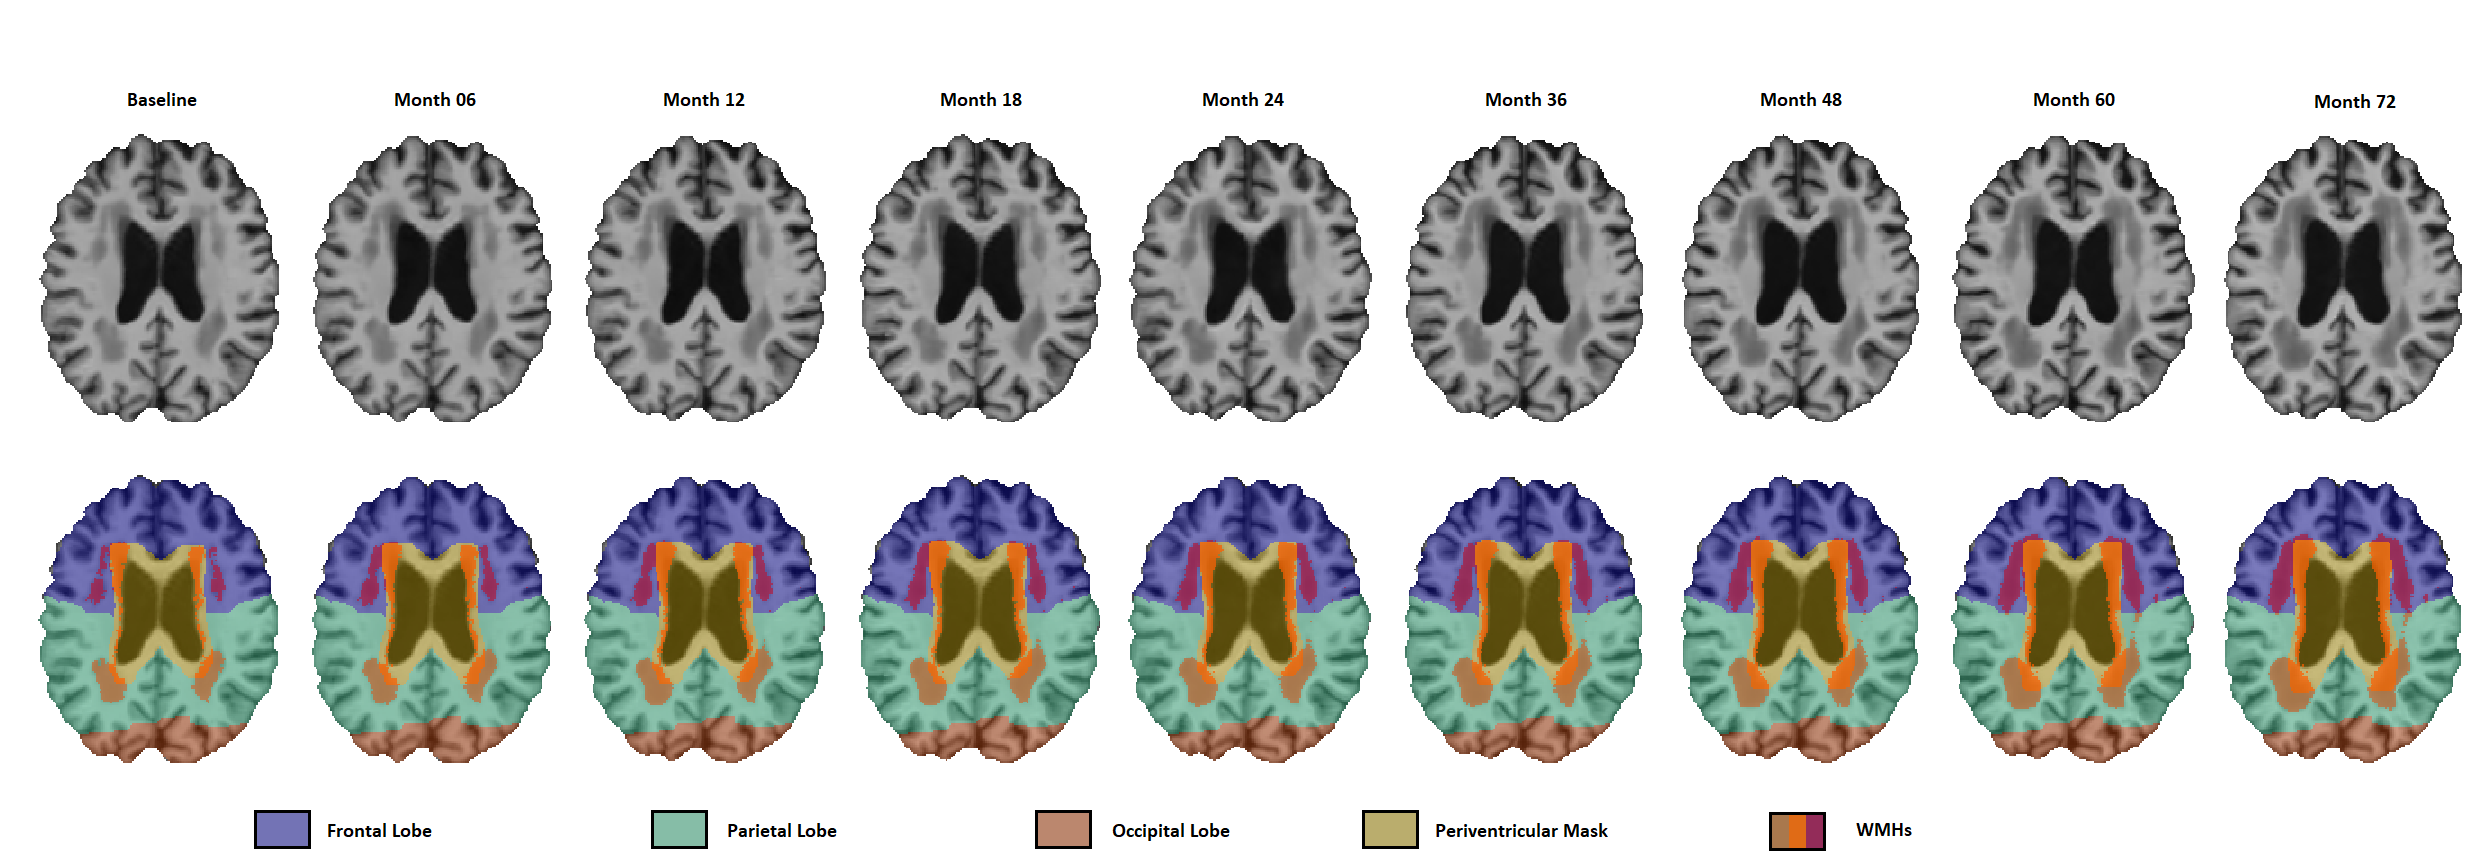 Baseline
Month 06
Month 12
Month 18
Month 24
Month 36
Month 48
Month 60
Month 72
Frontal Lobe
Parietal Lobe
Occipital Lobe
Periventricular Mask
WMHs